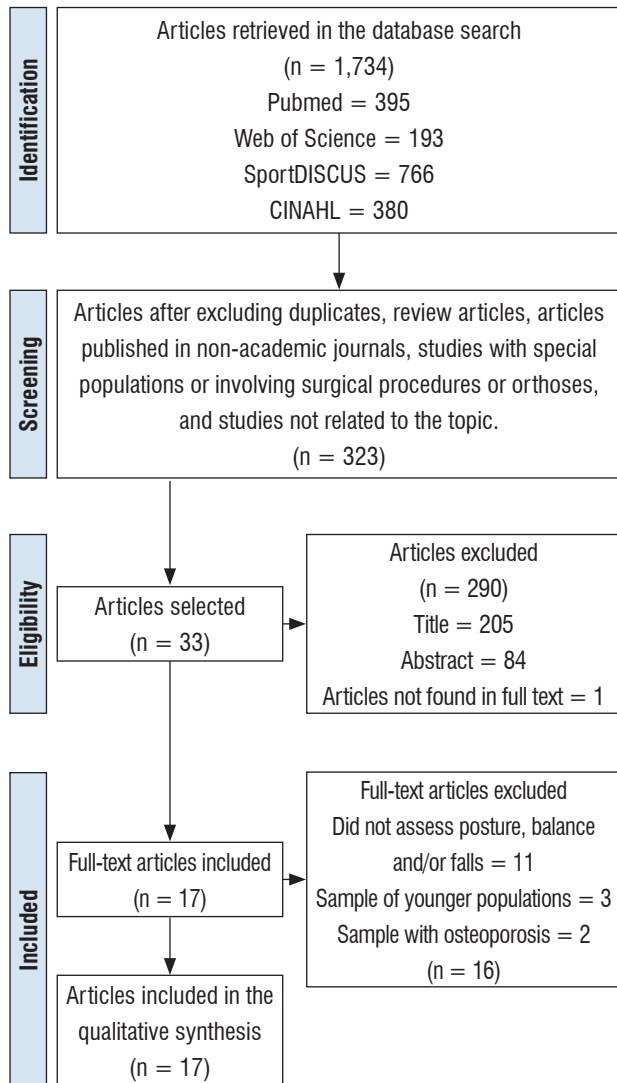 Identification
Articles retrieved in the database search
(n = 1,734)
Pubmed = 395
Web of Science = 193
SportDISCUS = 766
CINAHL = 380
Screening
Articles after excluding duplicates, review articles, articles
published in non-academic journals, studies with special
populations or involving surgical procedures or orthoses,
and studies not related to the topic.
(n = 323)
Eligibility
Articles selected
(n = 33)
Articles excluded
(n = 290)
Title = 205
Abstract = 84
Articles not found in full text = 1
Included
Full-text articles included
(n = 17)
Full-text articles excluded
Did not assess posture, balance
and/or falls = 11
Sample of younger populations = 3
Sample with osteoporosis = 2
(n = 16)
Articles included in the
qualitative synthesis
(n = 17)